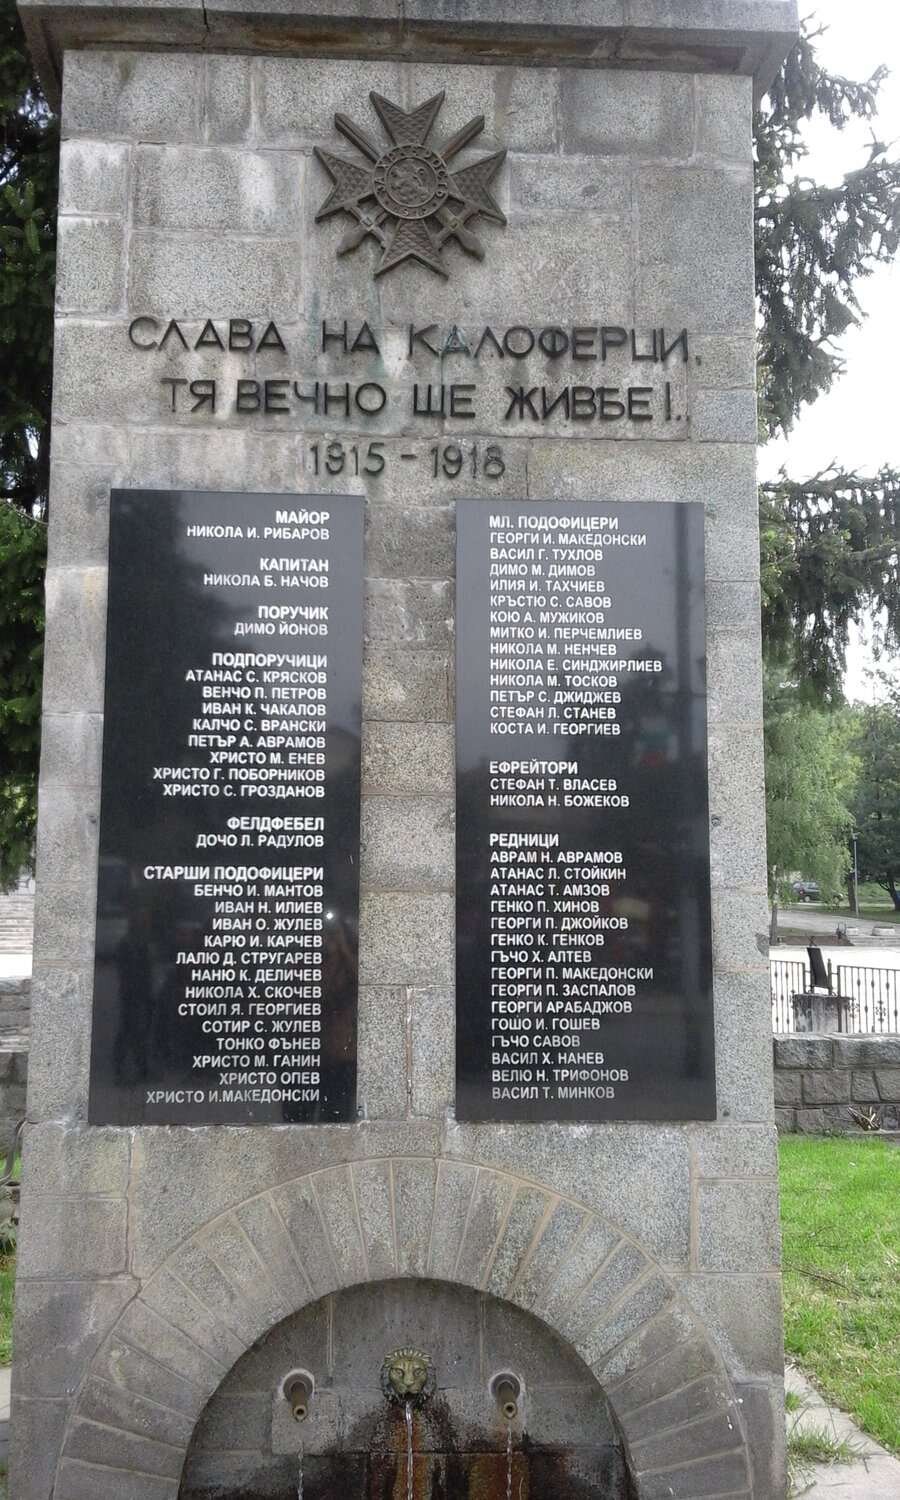 СЛАВА НА КАЛОФЕРЦИ,
ТЯ ВЕЧНО ЩЕ ЖИВѢЕ!..
1915 - 1918
МАЙОР
НИКОЛА И. РИБАРОВ
КАПИТАН
НИКОЛА Б. НАЧОВ
ПОРУЧИК
ДИМО ЙОНОВ
ПОДПОРУЧИЦИ
АТАНАС С. КРЯСКОВ
ВЕНЧО П. ПЕТРОВ
ИВАН К. ЧАКАЛОВ
КАЛЧО С. ВРАНСКИ
ПЕТЪР А. АВРАМОВ
ХРИСТО М. ЕНЕВ
ХРИСТО Г. ПОБОРНИКОВ
ХРИСТО С. ГРОЗДАНОВ
ФЕЛДФЕБЕЛ
ДОЧО Л. РАДУЛОВ
СТАРШИ ПОДОФИЦЕРИ
БЕНЧО И. МАНТОВ
ИВАН Н. ИЛИЕВ
ИВАН О. ЖУЛЕВ
КАРЮ И. КАРЧЕВ
ЛАЛЮ Д. СТРУГАРЕВ
НАНЮ К. ДЕЛИЧЕВ
НИКОЛА Х. СКОЧЕВ
СТОИЛ Я. ГЕОРГИЕВ
СОТИР С. ЖУЛЕВ
ТОНКО ФЪНЕВ
ХРИСТО М. ГАНИН
ХРИСТО ОПЕВ
ХРИСТО И.МАКЕДОНСКИ
МЛ. ПОДОФИЦЕРИ
ГЕОРГИ И. МАКЕДОНСКИ
ВАСИЛ Г. ТУХЛОВ
ДИМО М. ДИМОВ
ИЛИЯ И. ТАХЧИЕВ
КРЪСТЮ С. САВОВ
КОЮ А. МУЖИКОВ
МИТКО И. ПЕРЧЕМЛИЕВ
НИКОЛА М. НЕНЧЕВ
НИКОЛА Е. СИНДЖИРЛИЕВ
НИКОЛА М. ТОСКОВ
ПЕТЪР С. ДЖИДЖЕВ
СТЕФАН Л. СТАНЕВ
КОСТА И. ГЕОРГИЕВ
ЕФРЕЙТОРИ
СТЕФАН Т. ВЛАСЕВ
НИКОЛА Н. БОЖЕКОВ
РЕДНИЦИ
АВРАМ Н. АВРАМОВ
АТАНАС Л. СТОЙКИН
АТАНАС Т. АМЗОВ
ГЕНКО П. ХИНОВ
ГЕОРГИ П. ДЖОЙКОВ
ГЕНКО К. ГЕНКОВ
ГЪЧО Х. АЛТЕВ
ГЕОРГИ П. МАКЕДОНСКИ
ГЕОРГИ П. ЗАСПАЛОВ
ГЕОРГИ АРАБАДЖОВ
ГОШО И. ГОШЕВ
ГЪЧО САВОВ
ВАСИЛ Х. НАНЕВ
ВЕЛЮ Н. ТРИФОНОВ
ВАСИЛ Т. МИНКОВ